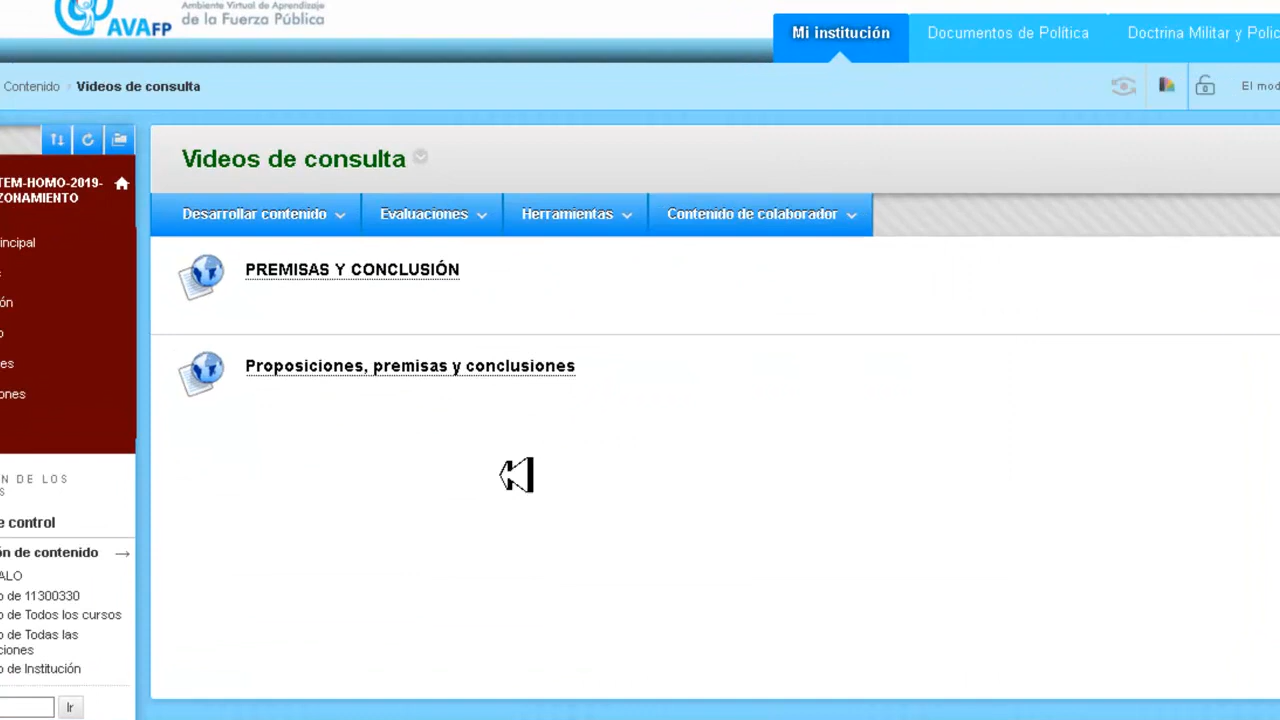 Ambiente Virtual de Aprendizaje
de la Fuerza Pública
AVAFP
Mi institución
Documentos de Política
Doctrina Militar y Polic
Contenido
Videos de consulta
El mod
TEM-HOMO-2019-
ZONAMIENTO
Videos de consulta
Desarrollar contenido
Evaluaciones
Herramientas
Contenido de colaborador
incipal
ón
o
es
ones
PREMISAS Y CONCLUSIÓN
Proposiciones, premisas y conclusiones
N DE LOS
S
e control
ón de contenido
ALO
o de 11300330
o de Todos los cursos
o de Todas las
ciones
o de Institución
Ir